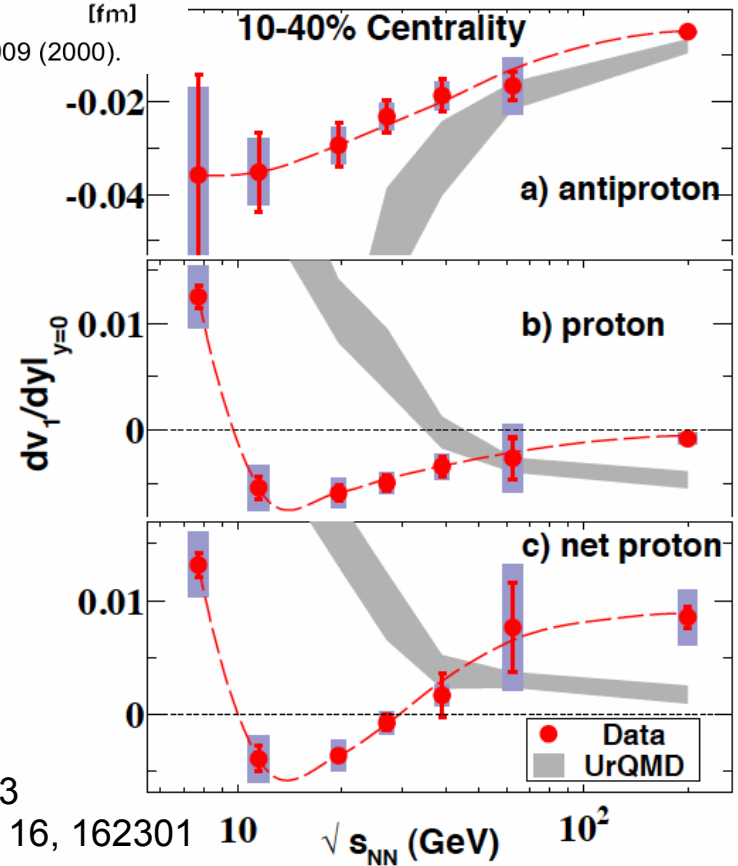 [fm]
10-40% Centrality
009 (2000).
-0.02
-0.04
a) antiproton
0.01
b) proton
0
dv₁/dy|y=0
c) net proton
0.01
0
Data
UrQMD
3
16, 162301
10
10²
√ sNN (GeV)